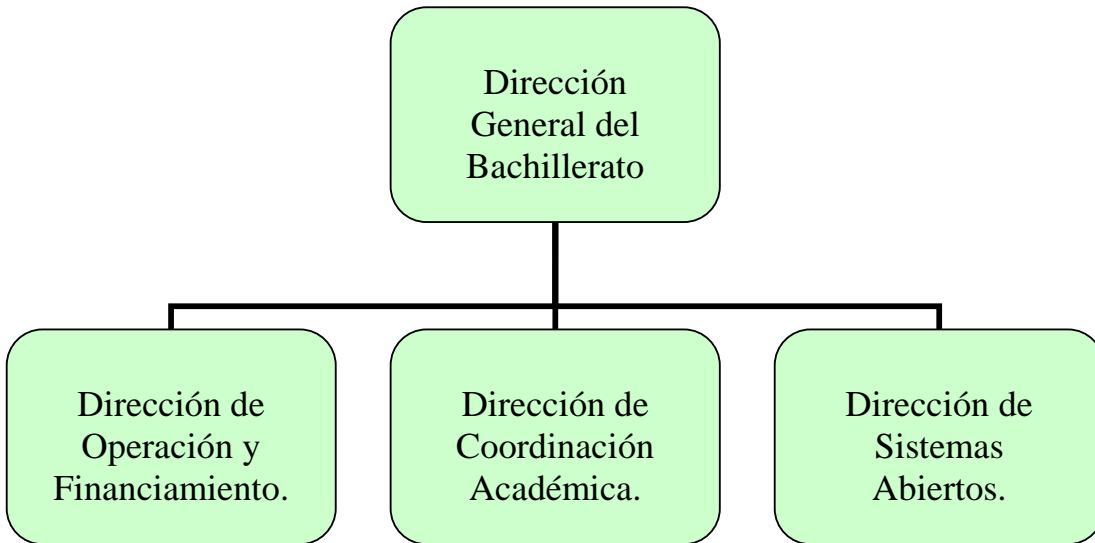 Dirección
General del
Bachillerato
Dirección de
Operación y
Financiamiento.
Dirección de
Coordinación
Académica.
Dirección de
Sistemas
Abiertos.